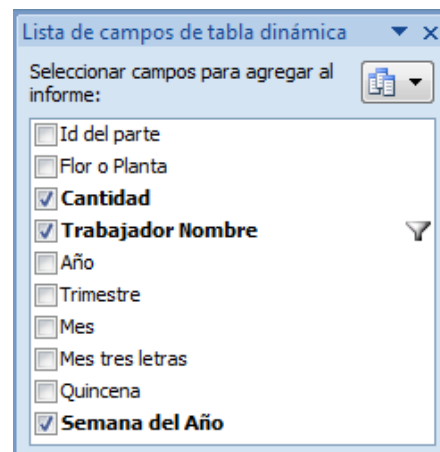 Lista de campos de tabla dinámica
Seleccionar campos para agregar al
informe:
Id del parte
Flor o Planta
Cantidad
Trabajador Nombre
Año
Trimestre
Mes
Mes tres letras
Quincena
Semana del Año